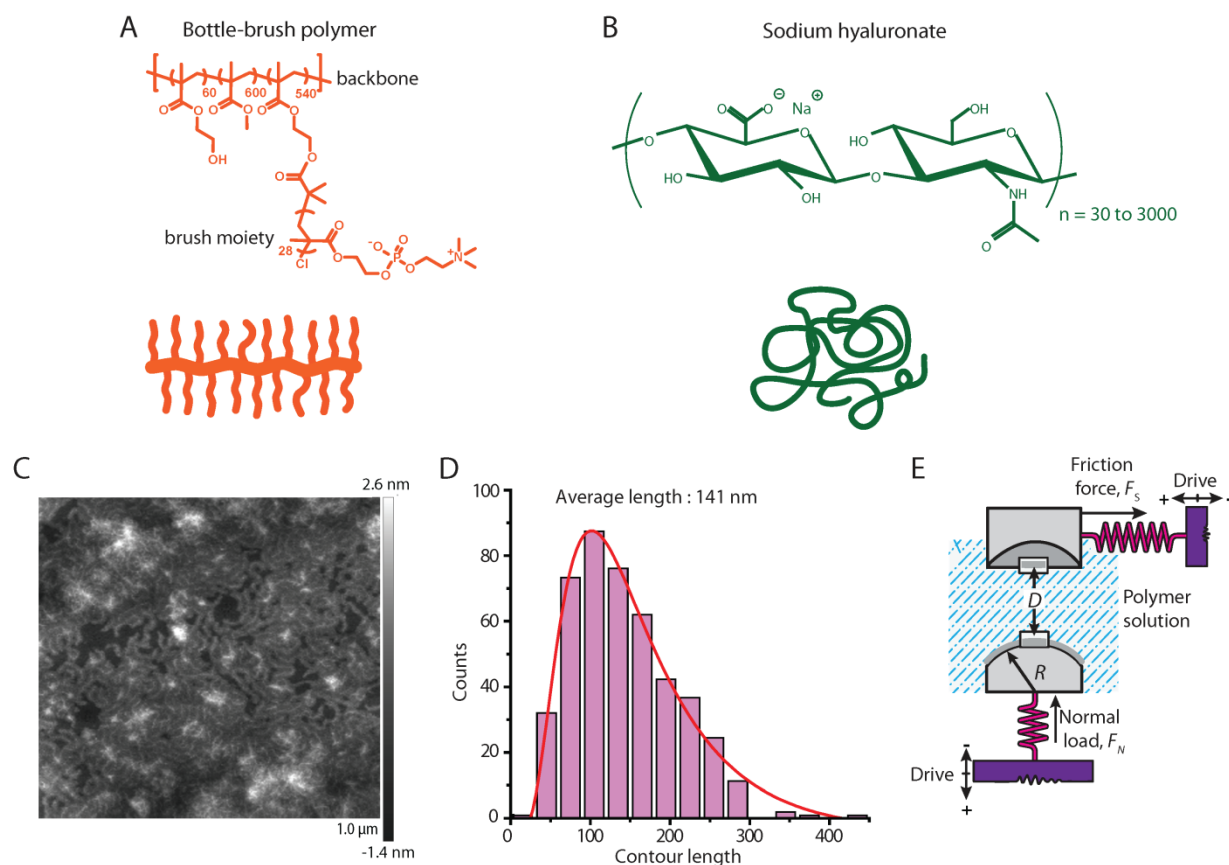 A
Bottle-brush polymer
backbone
60
600
540
O
O
O
O
O
O
OH
O
O
brush moiety
28
Cl
O
O
-O
O
P
O
O
N
+
B
Sodium hyaluronate
O
O
⊖
Na
⊕
O
O
HO
OH
O
OH
HO
O
NH
O
n = 30 to 3000
C
2.6 nm
1.0 µm
-1.4 nm
D
Average length : 141 nm
100
80
60
40
20
0
0
100
200
300
400
Counts
Contour length
E
Friction
force, Fs
Drive
+
-
D
Polymer
solution
R
Normal
load, FN
Drive
-
+